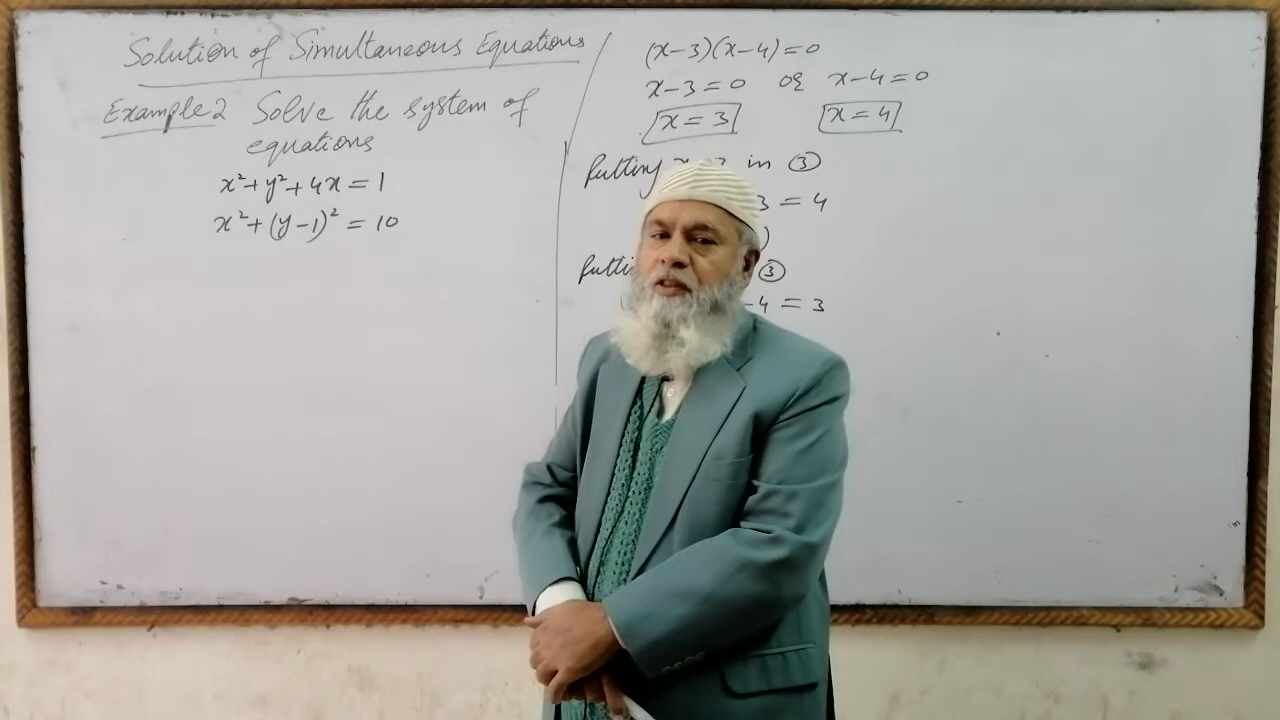 Solution of Simultaneous Equations
Example 2 Solve the system of
equations
x²+y²+4x=1
x²+(y-1)²=10
(x-3)(x-4)=0
x-3=0 or x-4=0
x=3 x=4
Putting in ③
3=4
)
③
-4=3